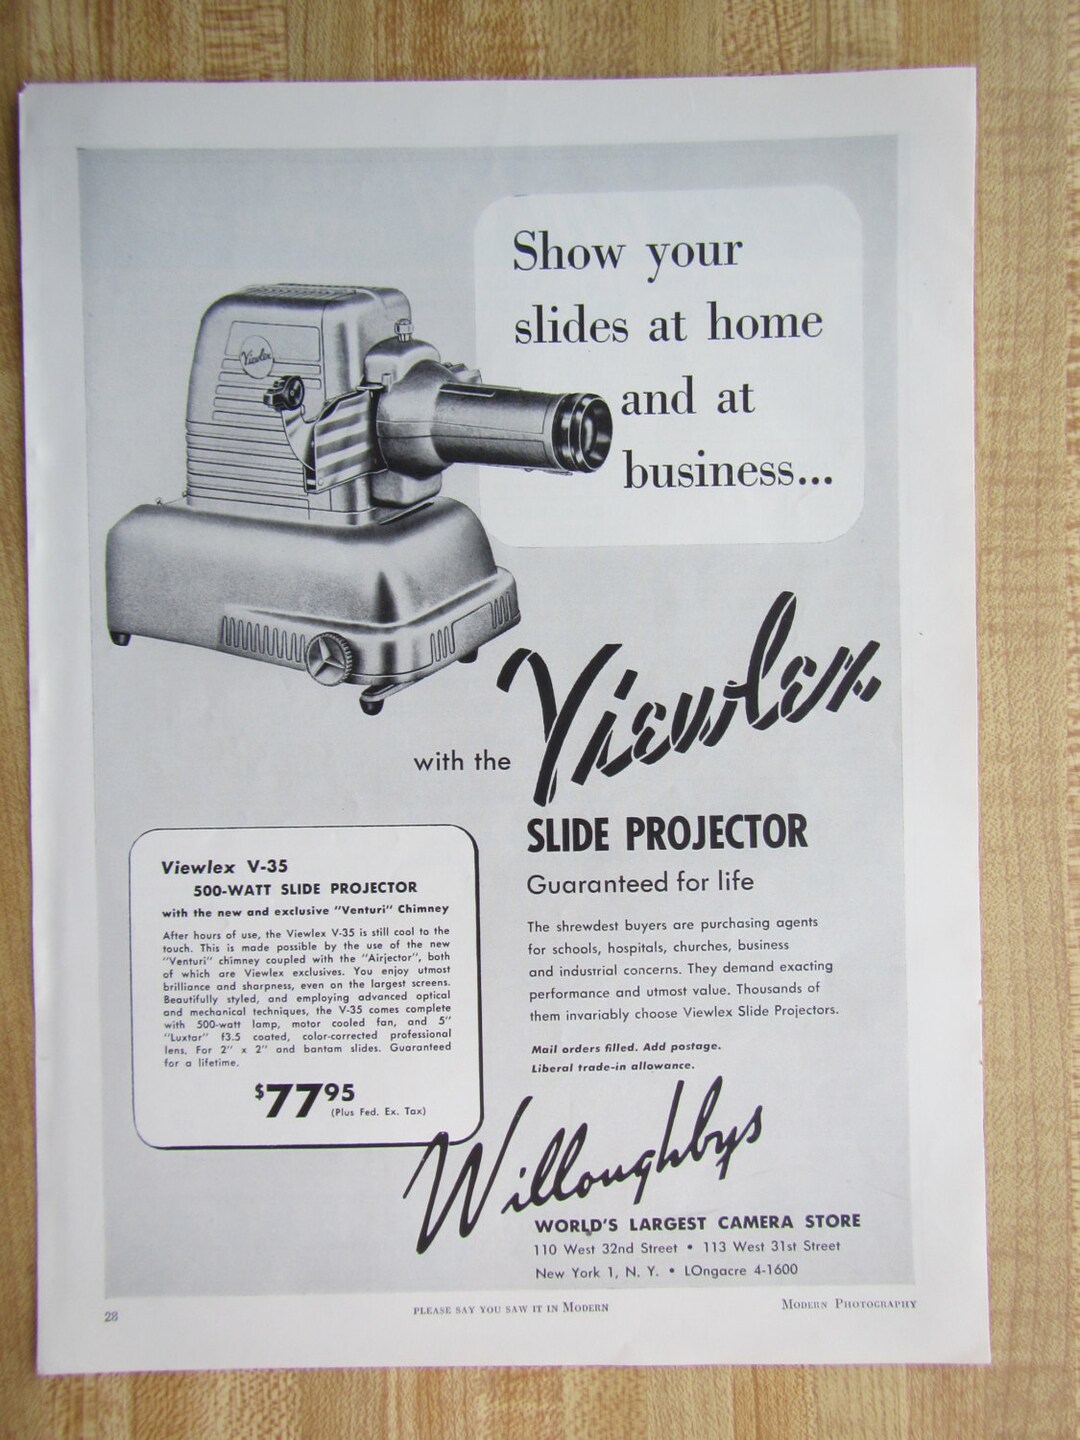 Show your
slides at home
and at
business...
Viewlex
with the
Viewlex
SLIDE PROJECTOR
Guaranteed for life
The shrewdest buyers are purchasing agents
for schools, hospitals, churches, business
and industrial concerns. They demand exacting
performance and utmost value. Thousands of
them invariably choose Viewlex Slide Projectors.
Mail orders filled. Add postage.
Liberal trade-in allowance.
Viewlex V-35
500-WATT SLIDE PROJECTOR
with the new and exclusive "Venturi" Chimney
After hours of use, the Viewlex V-35 is still cool to the
touch. This is made possible by the use of the new
"Venturi" chimney coupled with the "Airjector", both
of which are Viewlex exclusives. You enjoy utmost
brilliance and sharpness, even on the largest screens.
Beautifully styled, and employing advanced optical
and mechanical techniques, the V-35 comes complete
with 500-watt lamp, motor cooled fan, and 5"
"Luxtar" f3.5 coated, color-corrected professional
lens. For 2" x 2" and bantam slides. Guaranteed
for a lifetime.
$77 95
(Plus Fed. Ex. Tax)
Willoughbys
WORLD'S LARGEST CAMERA STORE
110 West 32nd Street • 113 West 31st Street
New York 1, N. Y. • LOngacre 4-1600
28
PLEASE SAY YOU SAW IT IN MODERN
MODERN PHOTOGRAPHY